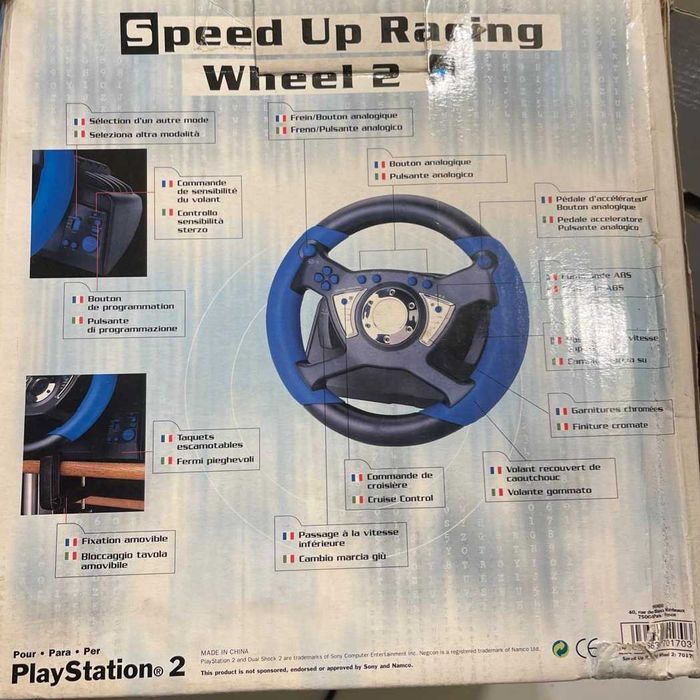 Speed Up Racing
Wheel 2
Sélection d'un autre mode
Seleziona altra modalità
Frein/Bouton analogique
Freno/Pulsante analogico
Bouton analogique
Pulsante analogico
Commande
de sensibilité
du volant
Controllo
sensibilità
sterzo
Pédale d'accélérateur
Bouton analogique
Pedale acceleratore
Pulsante analogico
ABS
ABS
Bouton
de programmation
Pulsante
di programmazione
vitesse
su
Garnitures chromées
Finiture cromate
Taquets
escamotables
Fermi pieghevoli
Volant recouvert de
caoutchouc
Volante gommato
Commande de
croisière
Cruise Control
Fixation amovible
Bloccaggio tavola
amovibile
Passage à la vitesse
inférieure
Cambio marcia giù
Pour • Para • Per
PlayStation® 2
MADE IN CHINA
PlayStation 2 and Dual Shock 2 are trademarks of Sony Computer Entertainment Inc. Negcon is a registered trademark of Namco Ltd.
This product is not sponsored, endorsed or approved by Sony and Namco.
CE